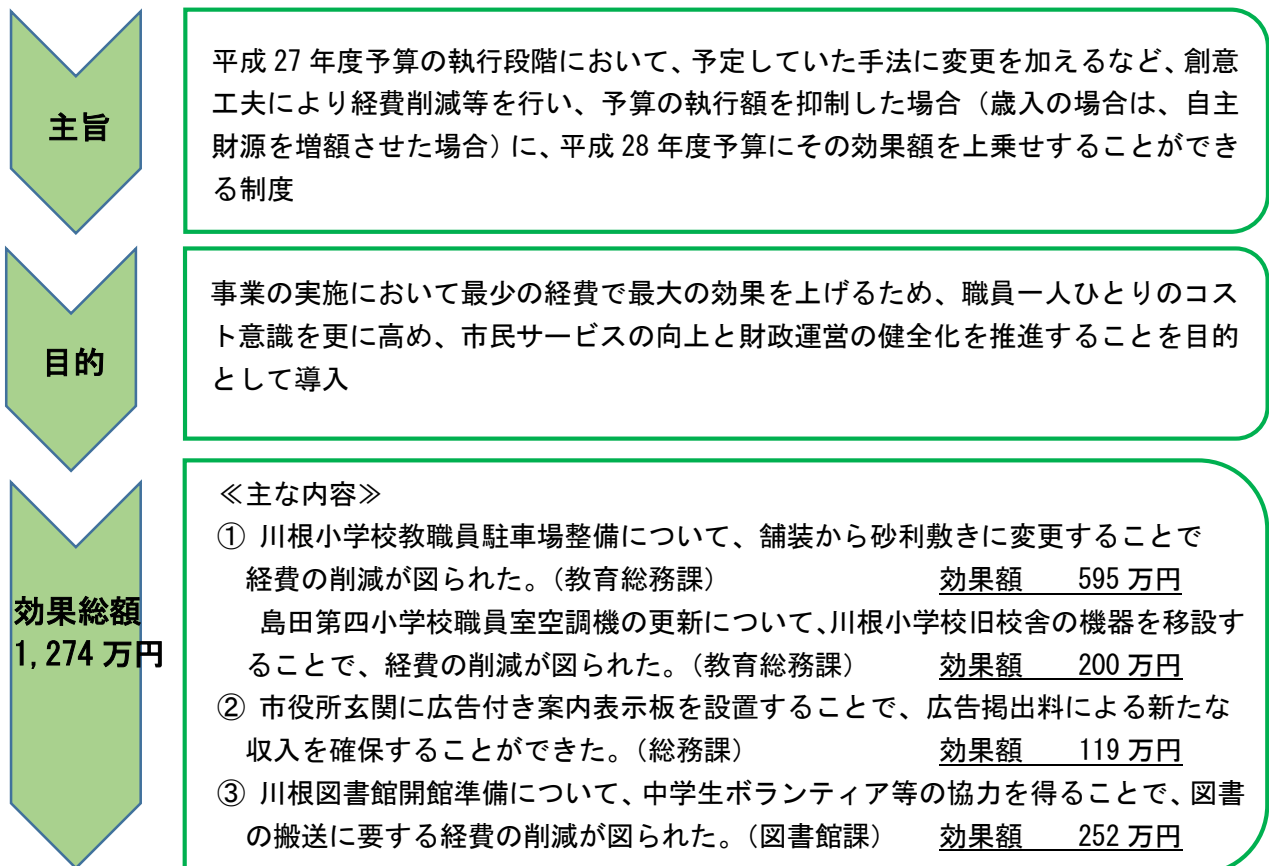 主旨
平成 27 年度予算の執行段階において、予定していた手法に変更を加えるなど、創意
工夫により経費削減等を行い、予算の執行額を抑制した場合（歳入の場合は、自主
財源を増額させた場合）に、平成 28 年度予算にその効果額を上乗せすることができ
る制度
目的
事業の実施において最少の経費で最大の効果を上げるため、職員一人ひとりのコス
ト意識を更に高め、市民サービスの向上と財政運営の健全化を推進することを目的
として導入
効果総額
1,274 万円
≪主な内容≫
① 川根小学校教職員駐車場整備について、舗装から砂利敷きに変更することで
経費の削減が図られた。（教育総務課） 効果額 595 万円
島田第四小学校職員室空調機の更新について、川根小学校旧校舎の機器を移設す
ることで、経費の削減が図られた。（教育総務課） 効果額 200 万円
② 市役所玄関に広告付き案内表示板を設置することで、広告掲出料による新たな
収入を確保することができた。（総務課） 効果額 119 万円
③ 川根図書館開館準備について、中学生ボランティア等の協力を得ることで、図書
の搬送に要する経費の削減が図られた。（図書館課） 効果額 252 万円